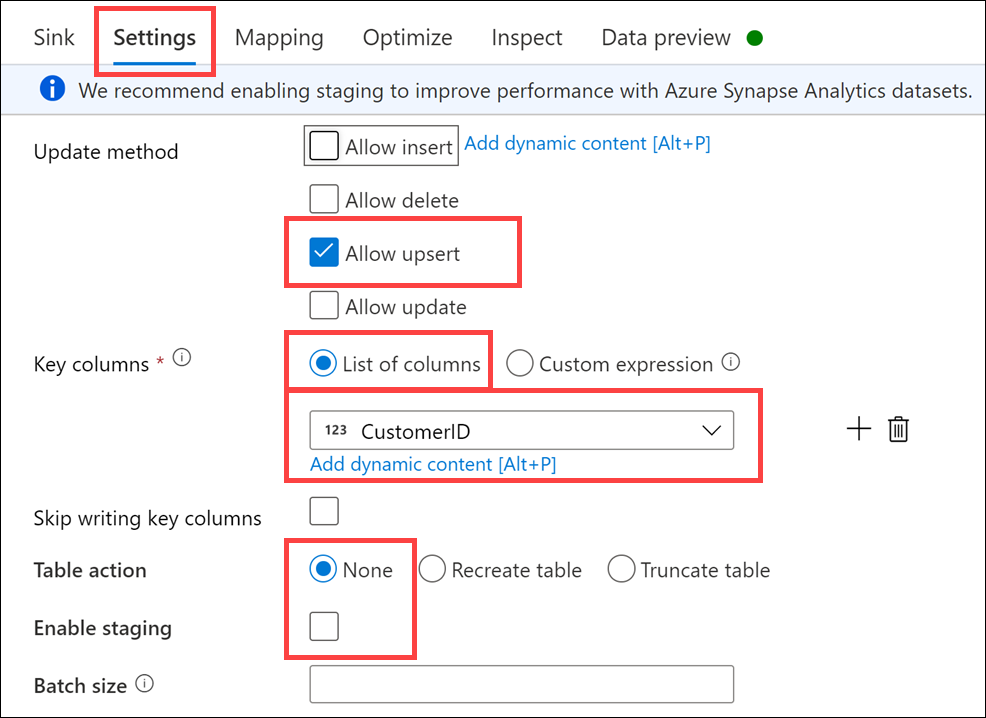 Sink Settings Mapping Optimize Inspect Data preview
We recommend enabling staging to improve performance with Azure Synapse Analytics datasets.
Update method Allow insert Add dynamic content [Alt+P]
Allow delete
Allow upsert
Allow update
Key columns * List of columns Custom expression
123 CustomerID
Add dynamic content [Alt+P]
Skip writing key columns
Table action None Recreate table Truncate table
Enable staging
Batch size